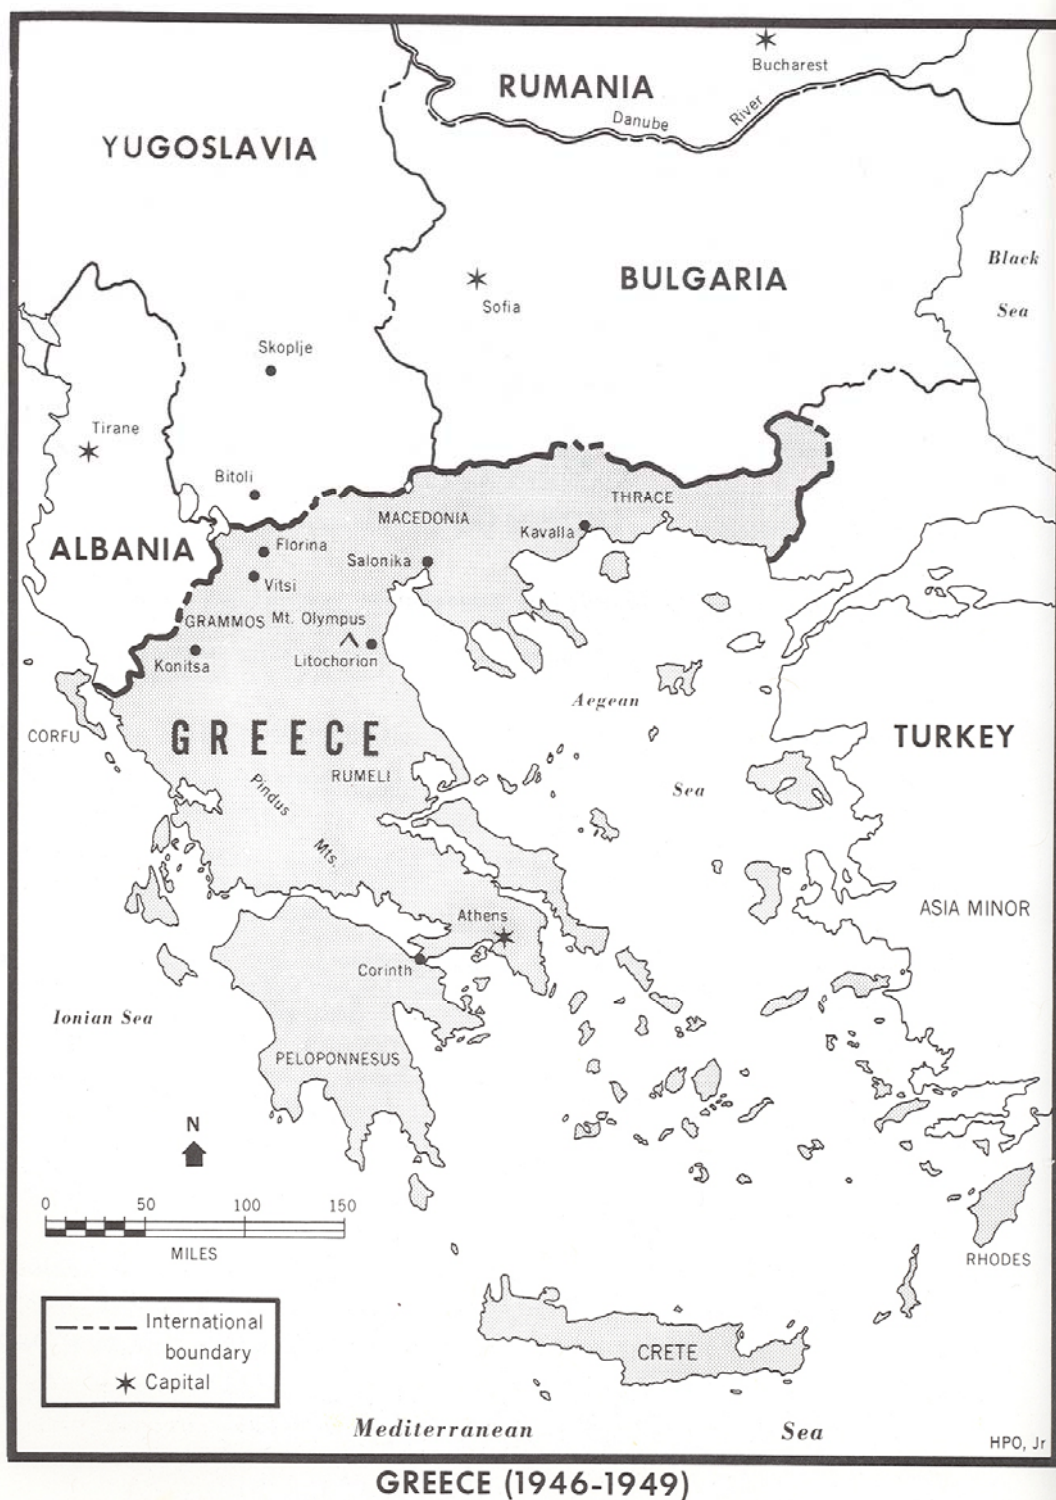 Bucharest
RUMANIA
Danube River
YUGOSLAVIA
BULGARIA
Black
Sea
Sofia
Skoplje
Tirane
Bitoli
THRACE
MACEDONIA
Kavalla
ALBANIA
Florina
Salonika
Vitsi
GRAMMOS Mt. Olympus
Konitsa
Litochorion
Aegean
Sea
CORFU
GREECE
TURKEY
RUMELI
Pindus
Mts.
ASIA MINOR
Athens
Corinth
Ionian Sea
PELOPONNESUS
N
0 50 100 150
MILES
RHODES
International
boundary
Capital
CRETE
Mediterranean Sea
HPO, Jr
GREECE (1946-1949)